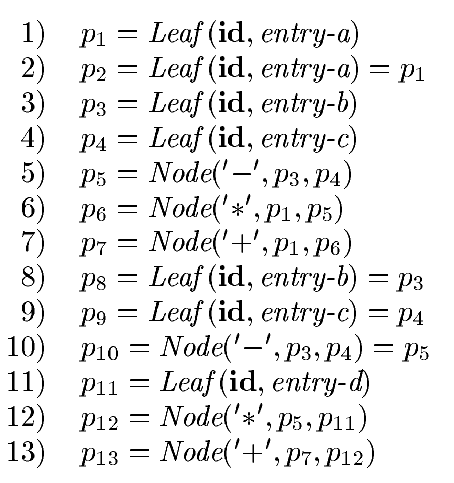 1) p₁ = Leaf(id, entry-a)
2) p₂ = Leaf(id, entry-a) = p₁
3) p₃ = Leaf(id, entry-b)
4) p₄ = Leaf(id, entry-c)
5) p₅ = Node('−', p₃, p₄)
6) p₆ = Node('*', p₁, p₅)
7) p₇ = Node('+', p₁, p₆)
8) p₈ = Leaf(id, entry-b) = p₃
9) p₉ = Leaf(id, entry-c) = p₄
10) p₁₀ = Node('−', p₃, p₄) = p₅
11) p₁₁ = Leaf(id, entry-d)
12) p₁₂ = Node('*', p₅, p₁₁)
13) p₁₃ = Node('+', p₇, p₁₂)